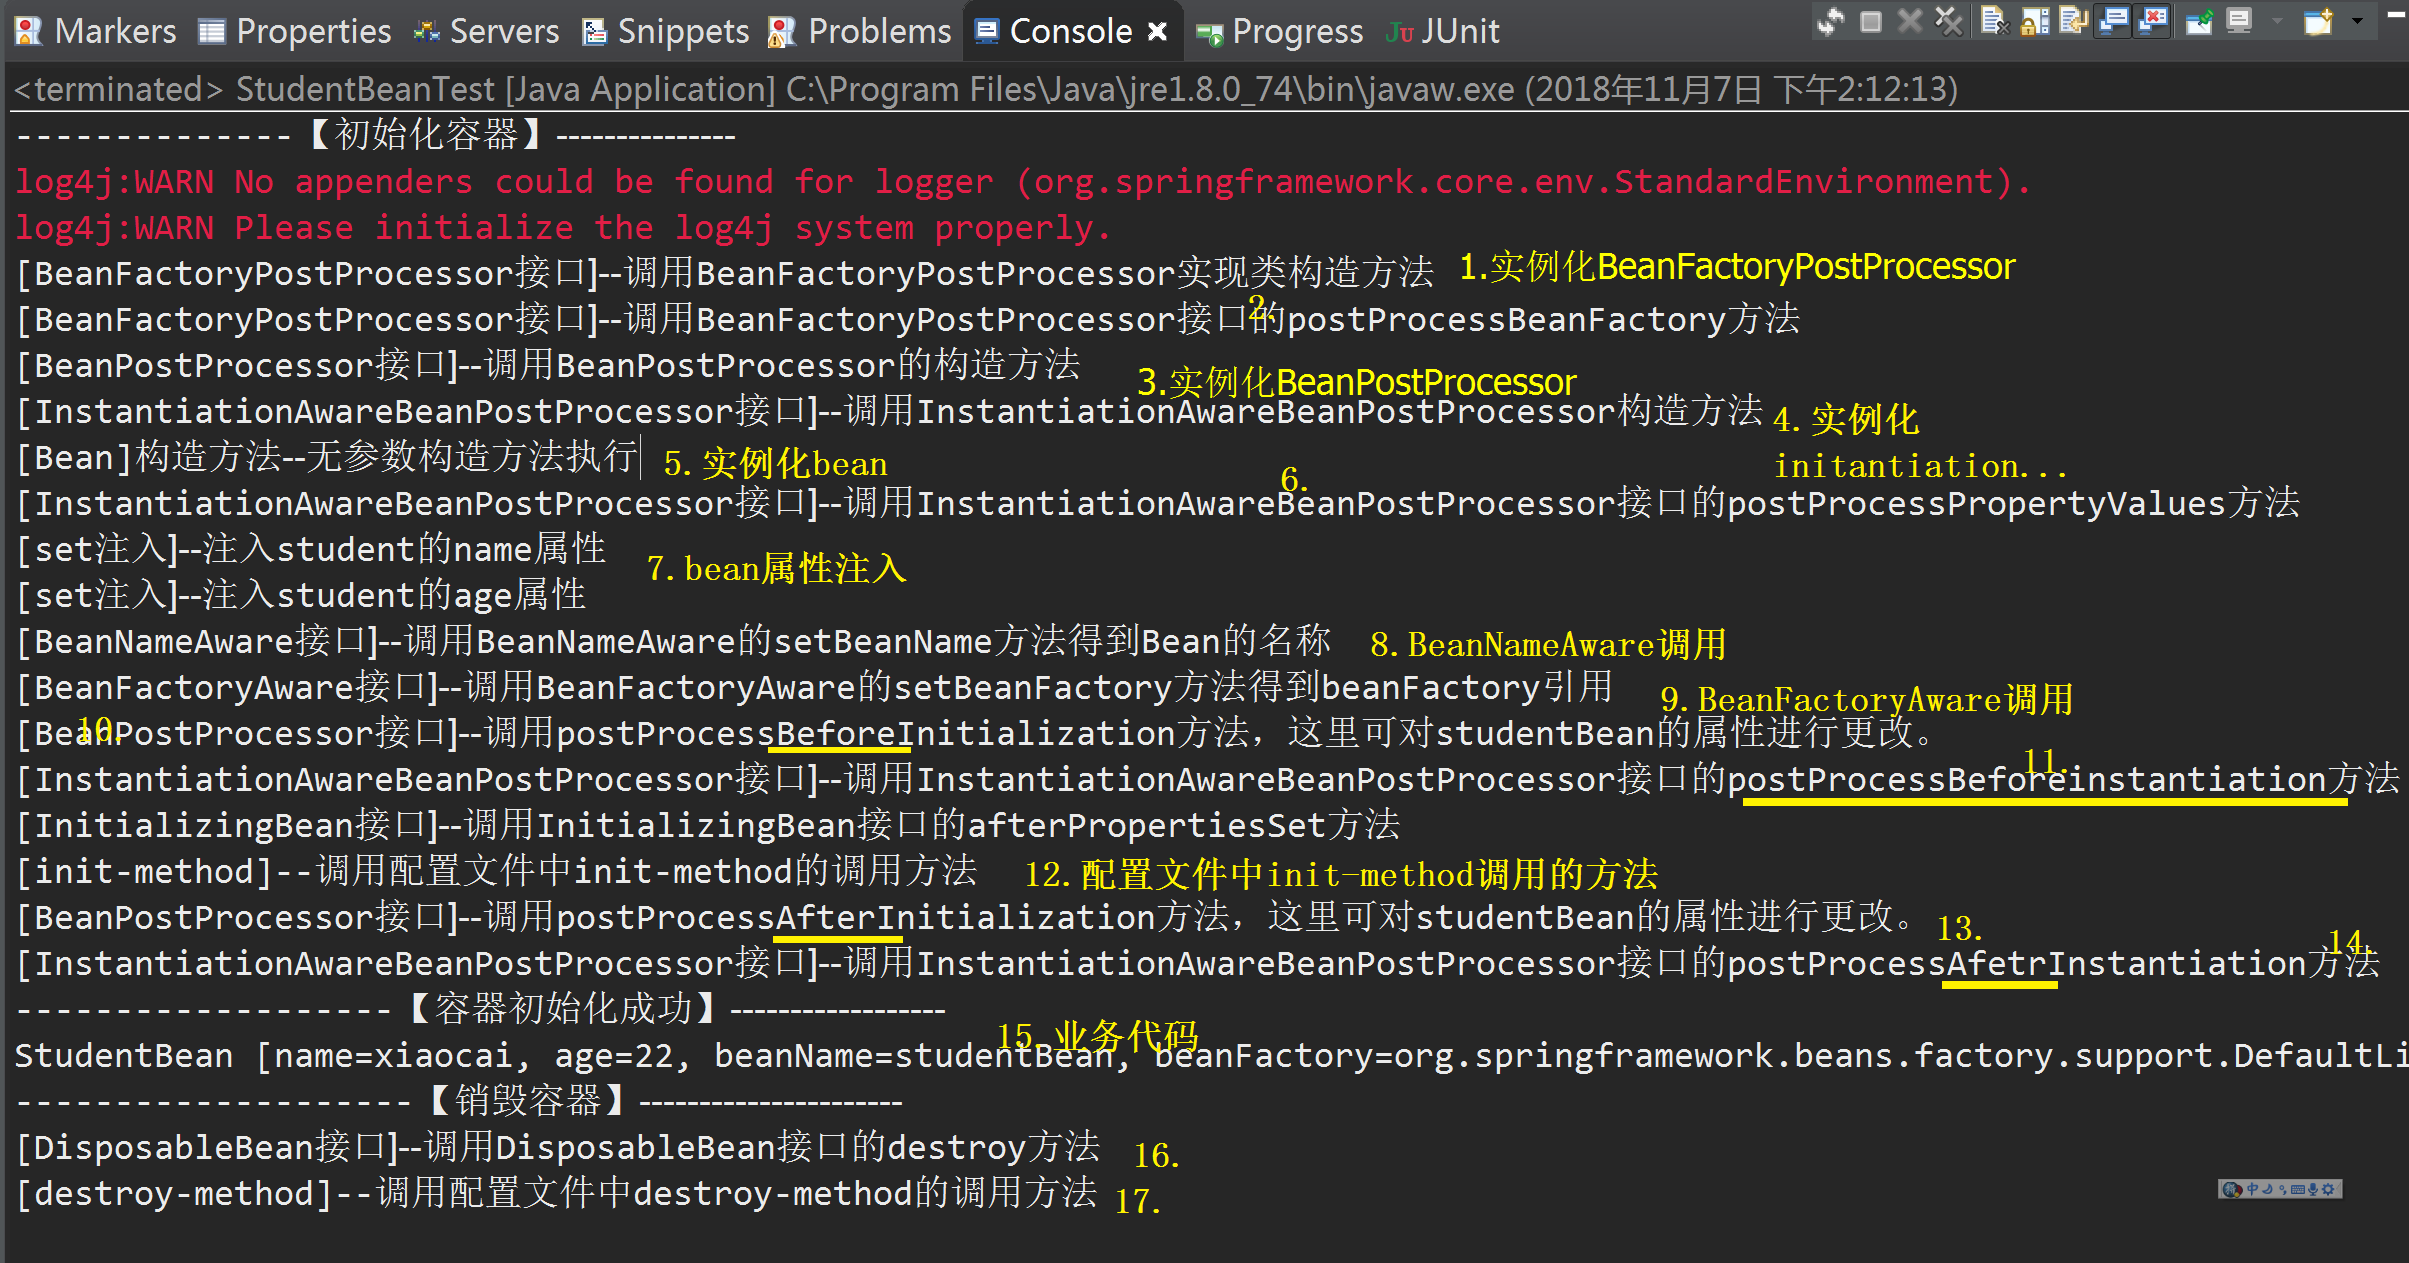 Markers Properties Servers Snippets Problems Console Progress JUnit
<terminated> StudentBeanTest [Java Application] C:\Program Files\Java\jre1.8.0_74\bin\javaw.exe (2018年11月7日 下午2:12:13)
--------------【初始化容器】---------------
log4j:WARN No appenders could be found for logger (org.springframework.core.env.StandardEnvironment).
log4j:WARN Please initialize the log4j system properly.
[BeanFactoryPostProcessor接口]--调用BeanFactoryPostProcessor实现类构造方法 1.实例化BeanFactoryPostProcessor
2.
[BeanFactoryPostProcessor接口]--调用BeanFactoryPostProcessor接口的postProcessBeanFactory方法
[BeanPostProcessor接口]--调用BeanPostProcessor的构造方法 3.实例化BeanPostProcessor
[InstantiationAwareBeanPostProcessor接口]--调用InstantiationAwareBeanPostProcessor构造方法 4.实例化
[Bean]构造方法--无参数构造方法执行 5.实例化bean initantiation...
6.
[InstantiationAwareBeanPostProcessor接口]--调用InstantiationAwareBeanPostProcessor接口的postProcessPropertyValues方法
[set注入]--注入student的name属性 7.bean属性注入
[set注入]--注入student的age属性
[BeanNameAware接口]--调用BeanNameAware的setBeanName方法得到Bean的名称 8.BeanNameAware调用
[BeanFactoryAware接口]--调用BeanFactoryAware的setBeanFactory方法得到beanFactory引用 9.BeanFactoryAware调用
10.
[BeanPostProcessor接口]--调用postProcessBeforeInitialization方法，这里可对studentBean的属性进行更改。
11.
[InstantiationAwareBeanPostProcessor接口]--调用InstantiationAwareBeanPostProcessor接口的postProcessBeforeinstantiation方法
[InitializingBean接口]--调用InitializingBean接口的afterPropertiesSet方法
[init-method]--调用配置文件中init-method的调用方法 12.配置文件中init-method调用的方法
[BeanPostProcessor接口]--调用postProcessAfterInitialization方法，这里可对studentBean的属性进行更改。 13.
14.
[InstantiationAwareBeanPostProcessor接口]--调用InstantiationAwareBeanPostProcessor接口的postProcessAfetrInstantiation方法
-------------------【容器初始化成功】------------------
15.业务代码
StudentBean [name=xiaocai, age=22, beanName=studentBean, beanFactory=org.springframework.beans.factory.support.DefaultLi
--------------------【销毁容器】----------------------
[DisposableBean接口]--调用DisposableBean接口的destroy方法 16.
[destroy-method]--调用配置文件中destroy-method的调用方法 17.
中